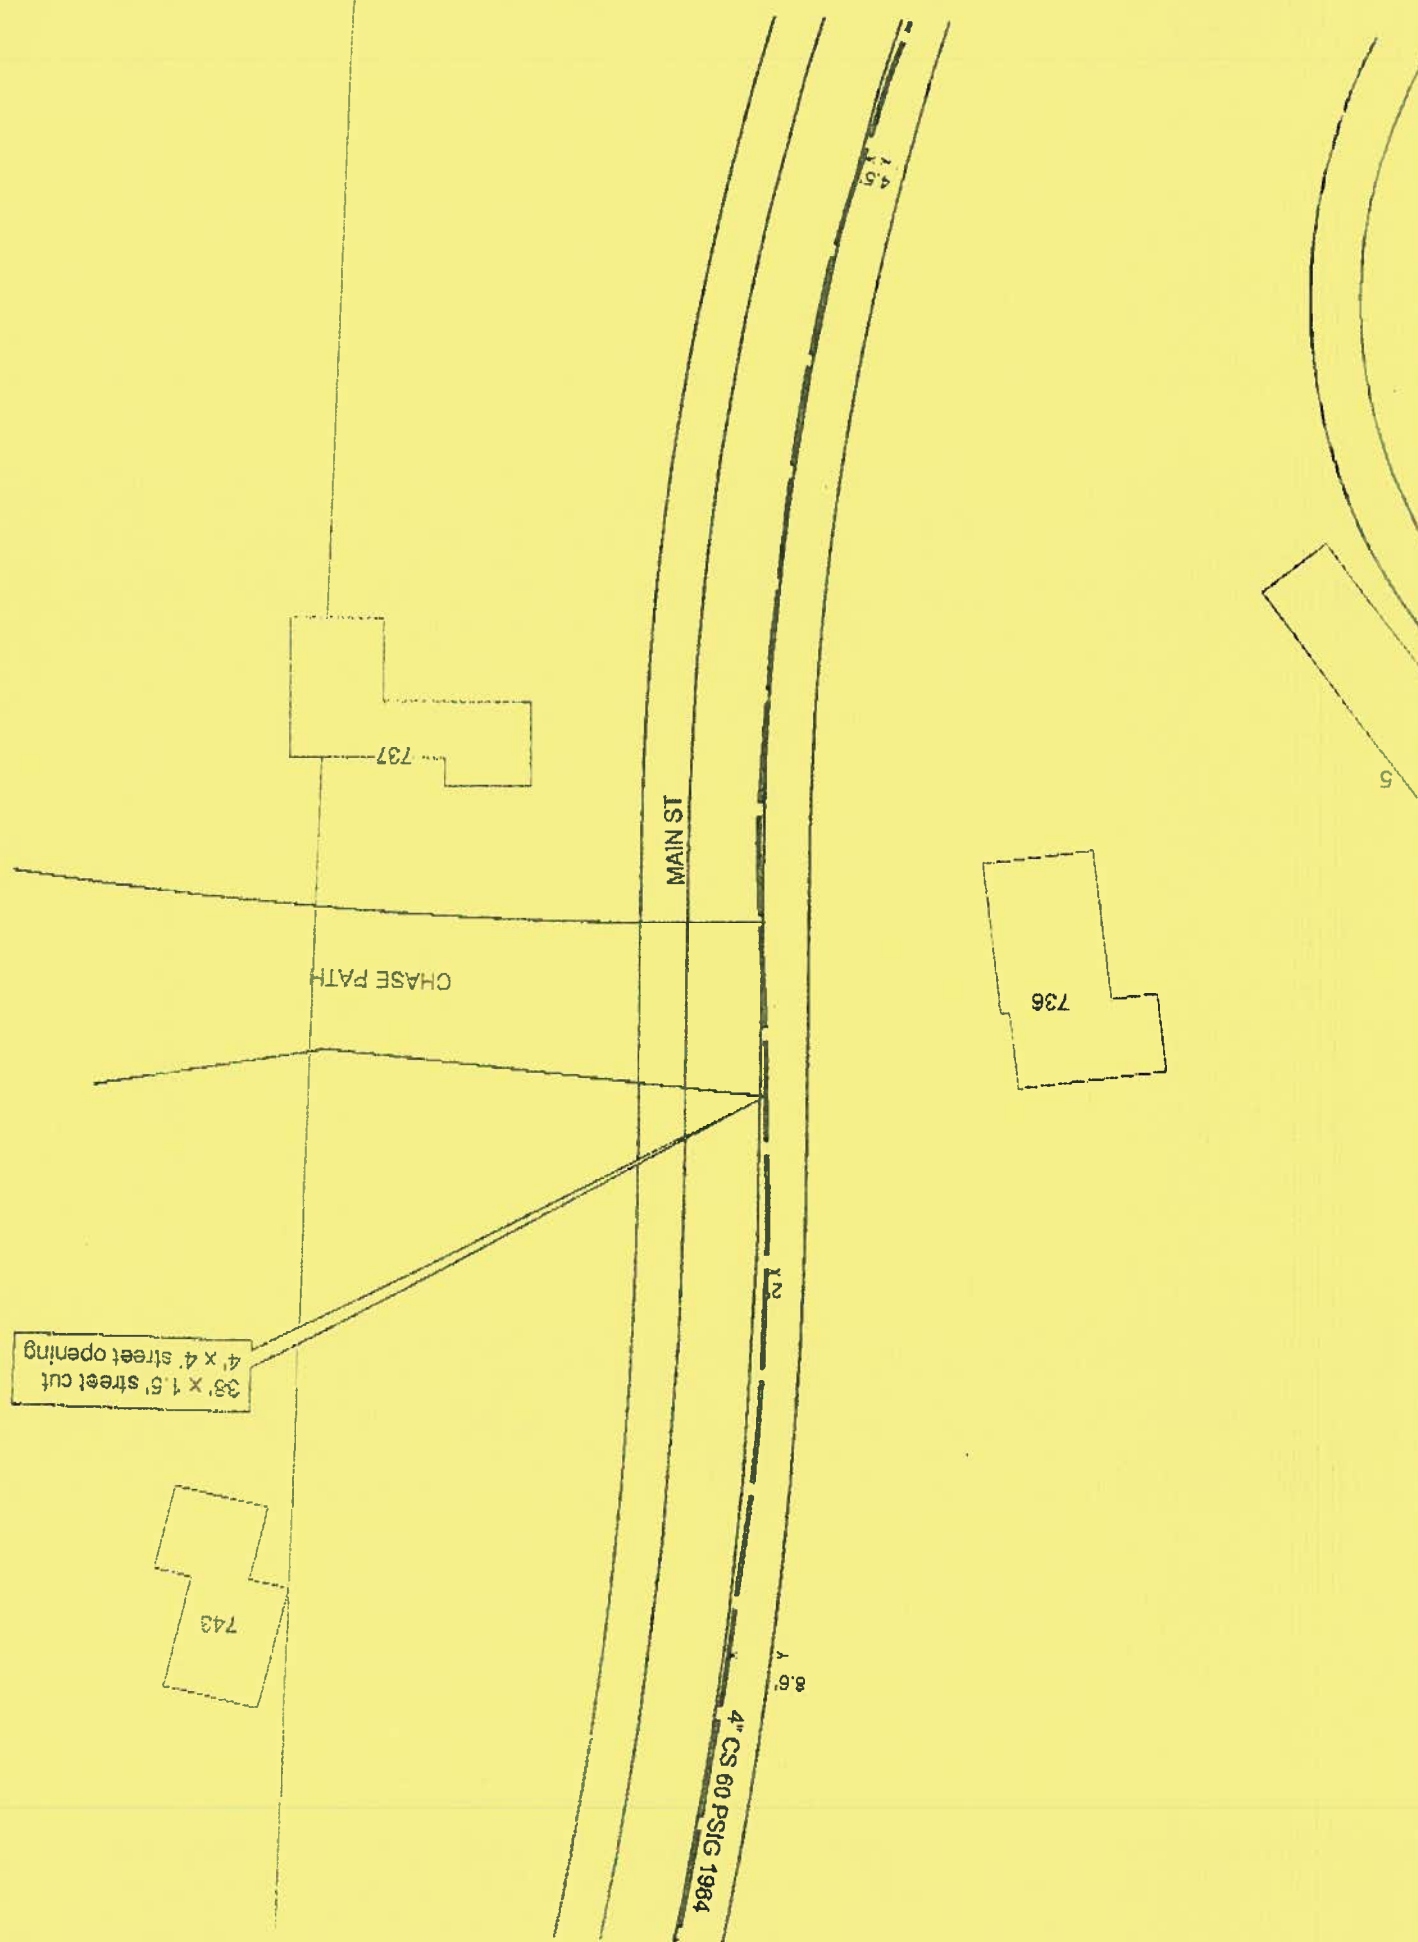 4.5'
737
MAIN ST
5
CHASE PATH
736
2'
38' x 1.5' street cut
4' x 4' street opening
743
8.6'
4" CS 60 PSIG 1964